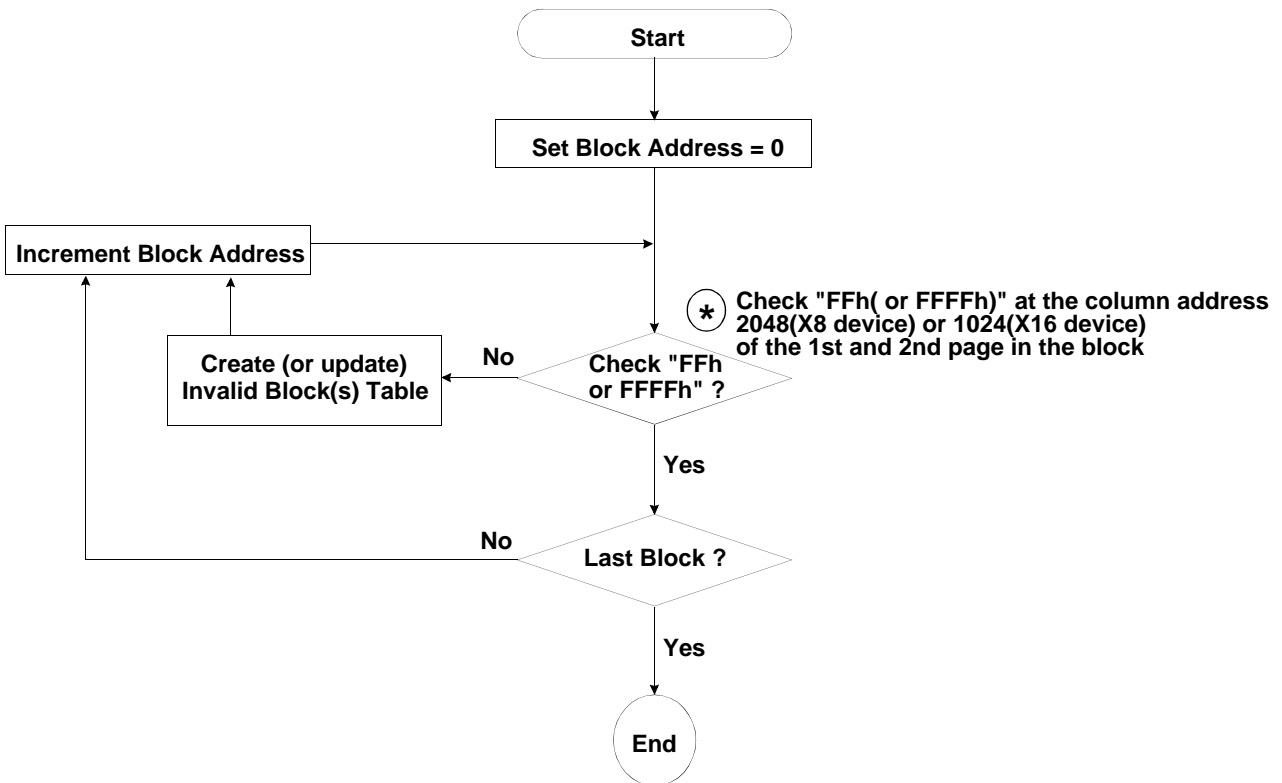 Start
Set Block Address = 0
Increment Block Address
* Check "FFh( or FFFFh)" at the column address
2048(X8 device) or 1024(X16 device)
of the 1st and 2nd page in the block
Create (or update)
Invalid Block(s) Table
No
Check "FFh
or FFFFh" ?
Yes
No
Last Block ?
Yes
End